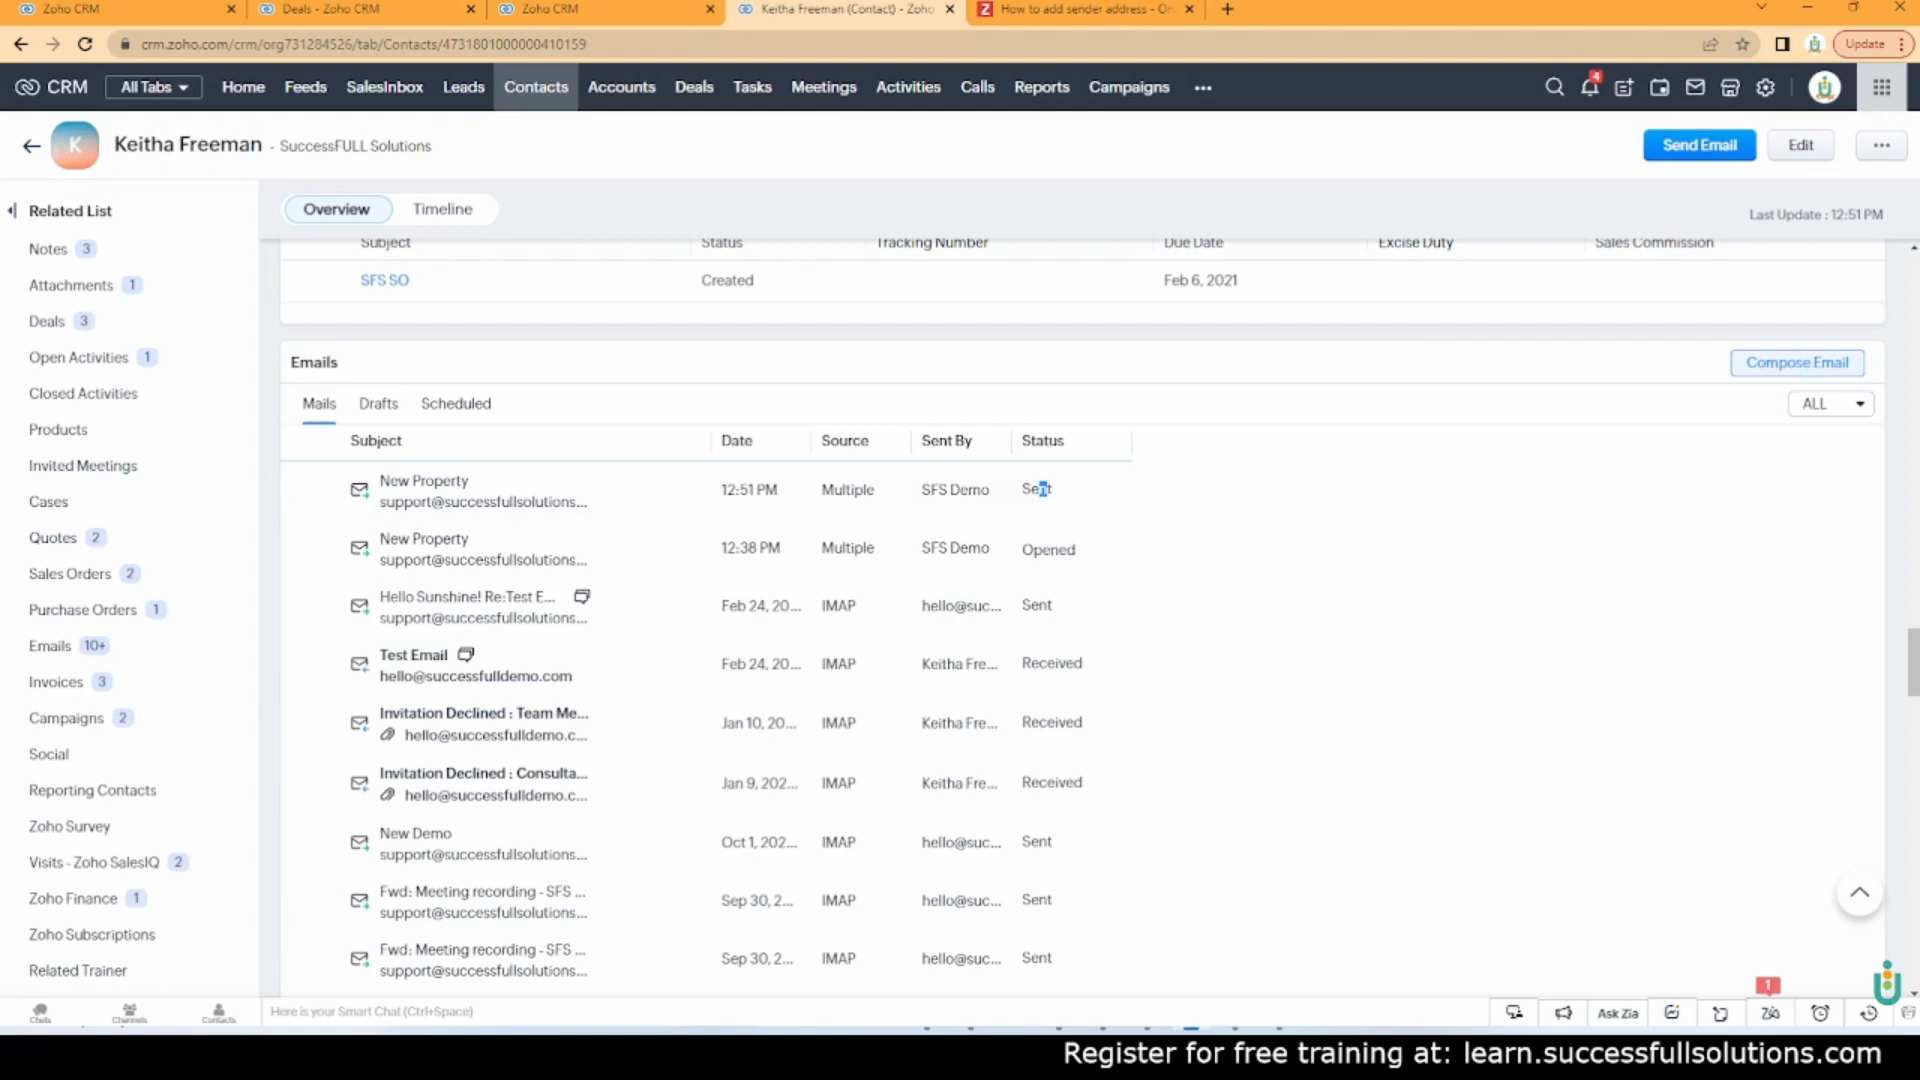 Zoho CRM
Deals - Zoho CRM
Zoho CRM
Keitha Freeman (Contact) - Zoho
How to add sender address - On
crm.zoho.com/crm/org731284526/tab/Contacts/4731801000000410159
Update
CRM
All Tabs
Home
Feeds
SalesInbox
Leads
Contacts
Accounts
Deals
Tasks
Meetings
Activities
Calls
Reports
Campaigns
4
K
Keitha Freeman - SuccessFULL Solutions
Send Email
Edit
Related List
Notes 3
Attachments 1
Deals 3
Open Activities 1
Closed Activities
Products
Invited Meetings
Cases
Quotes 2
Sales Orders 2
Purchase Orders 1
Emails 10+
Invoices 3
Campaigns 2
Social
Reporting Contacts
Zoho Survey
Visits - Zoho SalesIQ 2
Zoho Finance 1
Zoho Subscriptions
Related Trainer
Overview
Timeline
Last Update : 12:51 PM
Subject Status Tracking Number Due Date Excise Duty Sales Commission
SFS SO Created Feb 6, 2021
Emails
Compose Email
Mails Drafts Scheduled
ALL
Subject Date Source Sent By Status
New Property
support@successfullsolutions...
12:51 PM Multiple SFS Demo Sent
New Property
support@successfullsolutions...
12:38 PM Multiple SFS Demo Opened
Hello Sunshine! Re:Test E...
support@successfullsolutions...
Feb 24, 20... IMAP hello@suc... Sent
Test Email
hello@successfulldemo.com
Feb 24, 20... IMAP Keitha Fre... Received
Invitation Declined : Team Me...
hello@successfulldemo.c...
Jan 10, 20... IMAP Keitha Fre... Received
Invitation Declined : Consulta...
hello@successfulldemo.c...
Jan 9, 202... IMAP Keitha Fre... Received
New Demo
support@successfullsolutions...
Oct 1, 202... IMAP hello@suc... Sent
Fwd: Meeting recording - SFS ...
support@successfullsolutions...
Sep 30, 2... IMAP hello@suc... Sent
Fwd: Meeting recording - SFS ...
support@successfullsolutions...
Sep 30, 2... IMAP hello@suc... Sent
Chats
Channels
Contacts
Here is your Smart Chat (Ctrl+Space)
Ask Zia
1
Register for free training at: learn.successfullsolutions.com